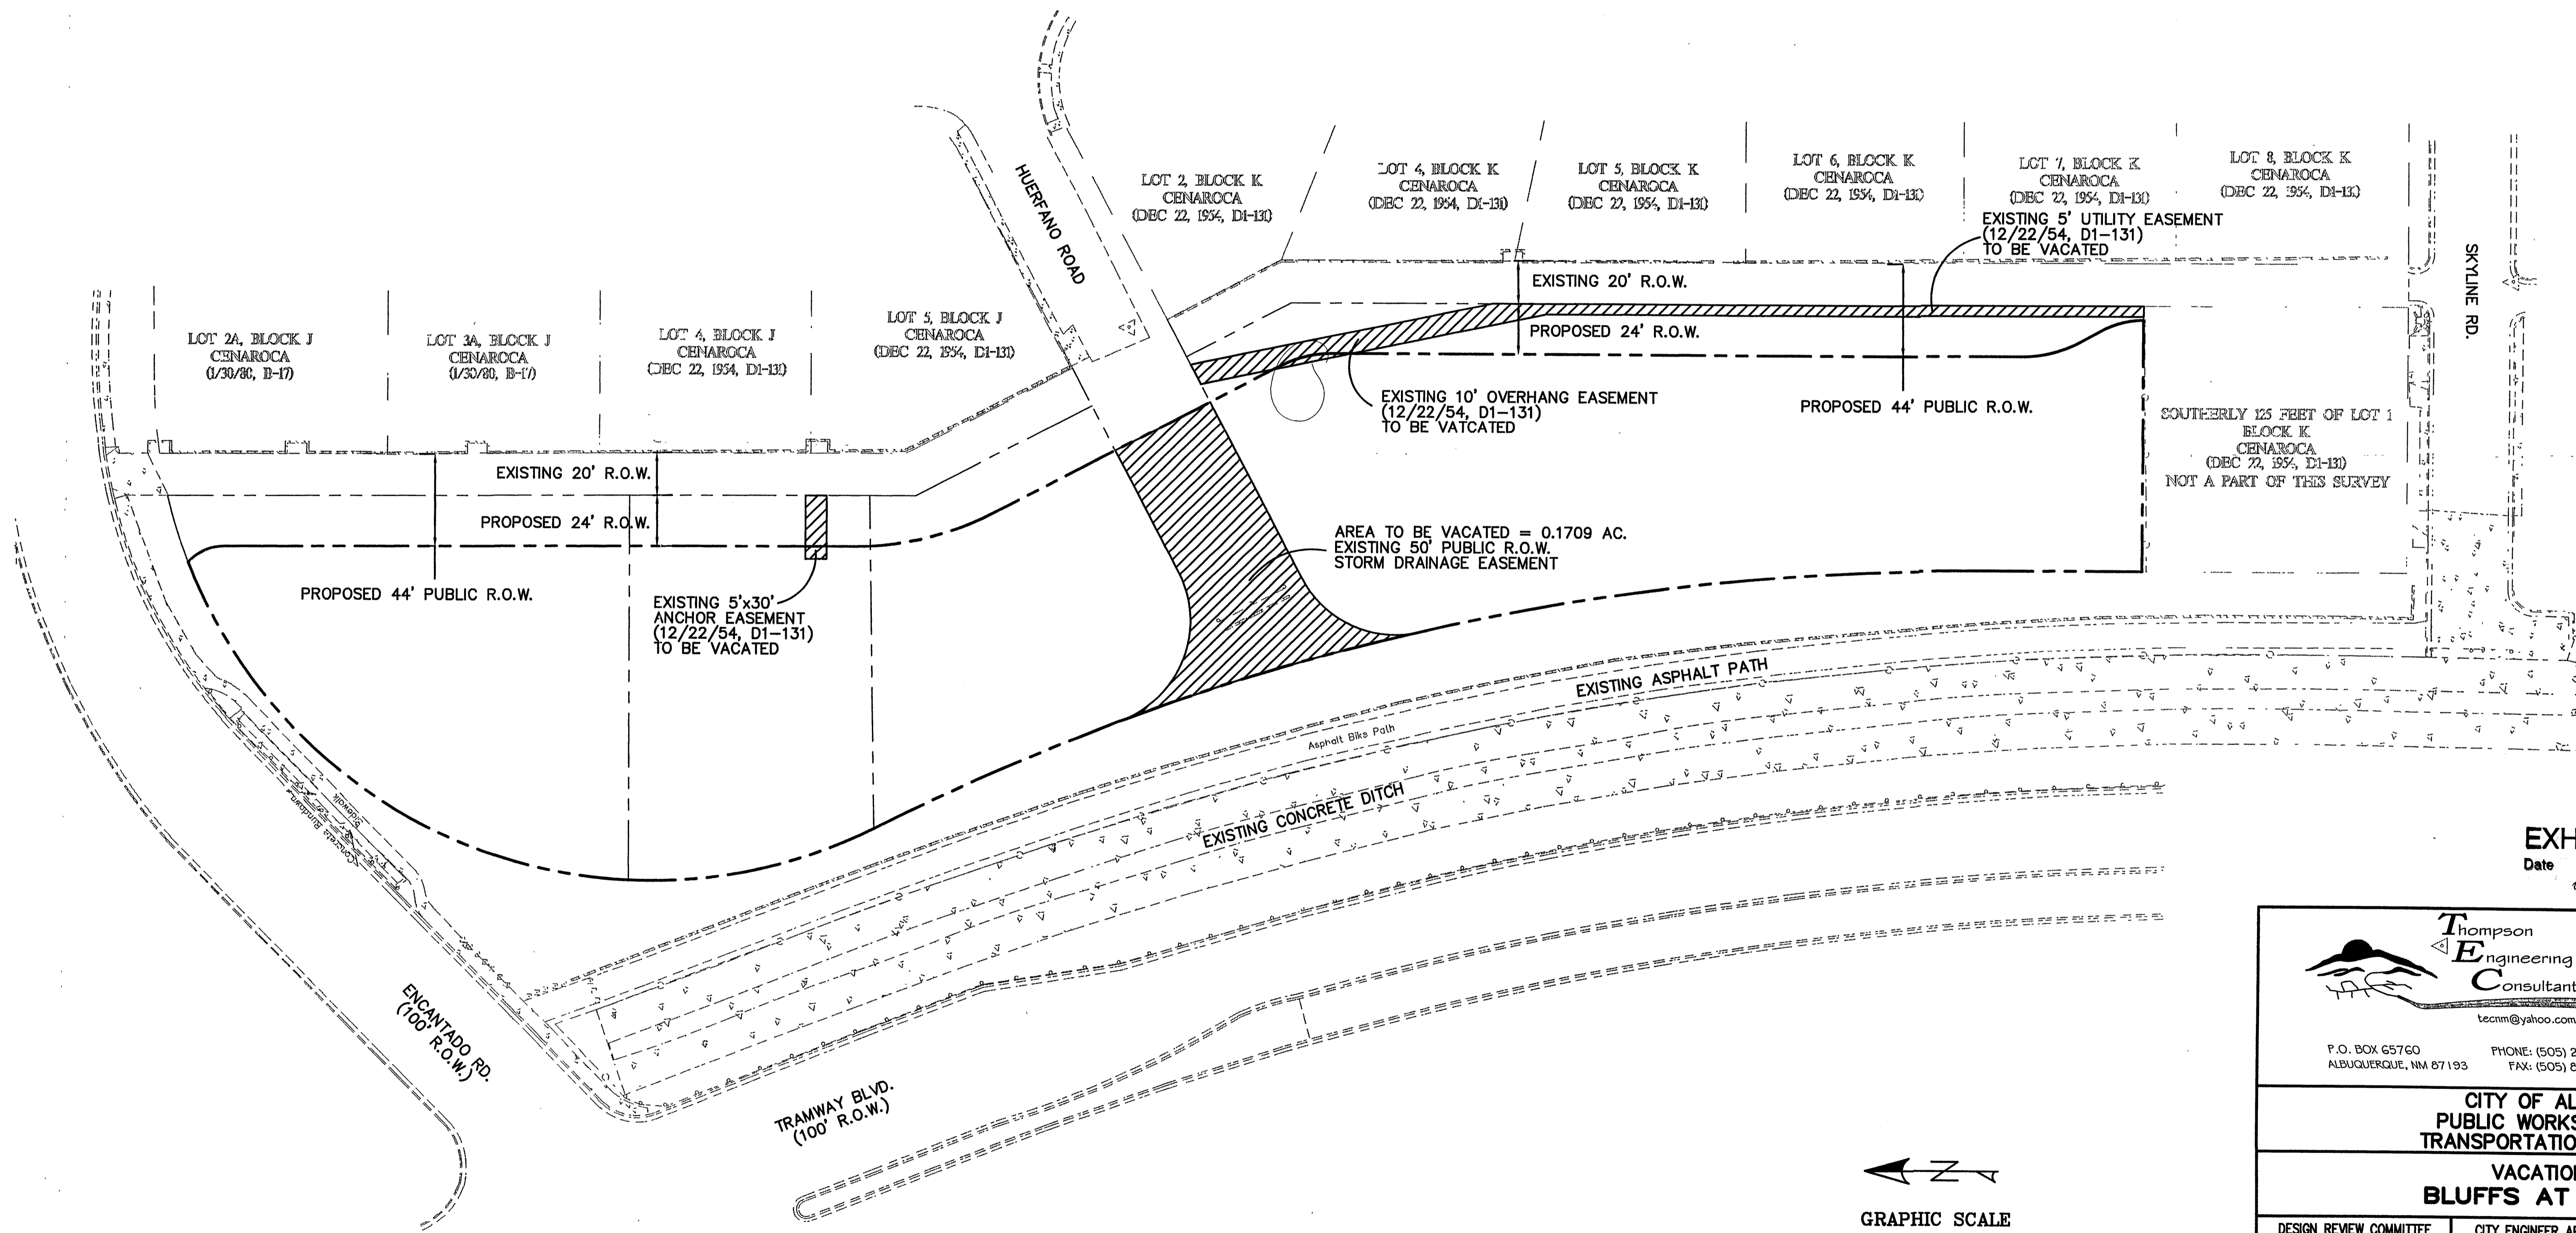 HUERFANO ROAD
LOT 2, BLOCK K
CENAROCA
(DEC 22, 1954, D1-131)
LOT 4, BLOCK K
CENAROCA
(DEC 22, 1954, D1-131)
LOT 5, BLOCK K
CENAROCA
(DEC 22, 1954, D1-131)
LOT 6, BLOCK K
CENAROCA
(DEC 22, 1954, D1-131)
LOT 7, BLOCK K
CENAROCA
(DEC 22, 1954, D1-131)
LOT 8, BLOCK K
CENAROCA
(DEC 22, 1954, D1-131)
EXISTING 5' UTILITY EASEMENT
(12/22/54, D1-131)
TO BE VACATED
SKYLINE RD.
EXISTING 20' R.O.W.
PROPOSED 24' R.O.W.
LOT 2A, BLOCK J
CENAROCA
(1/30/80, B-17)
LOT 3A, BLOCK J
CENAROCA
(1/30/80, B-17)
LOT 4, BLOCK J
CENAROCA
(DEC 22, 1954, D1-131)
LOT 5, BLOCK J
CENAROCA
(DEC 22, 1954, D1-131)
EXISTING 10' OVERHANG EASEMENT
(12/22/54, D1-131)
TO BE VATCATED
PROPOSED 44' PUBLIC R.O.W.
SOUTHERLY 125 FEET OF LOT 1
BLOCK K
CENAROCA
(DEC 22, 1954, D1-131)
NOT A PART OF THIS SURVEY
EXISTING 20' R.O.W.
PROPOSED 24' R.O.W.
AREA TO BE VACATED = 0.1709 AC.
EXISTING 50' PUBLIC R.O.W.
STORM DRAINAGE EASEMENT
PROPOSED 44' PUBLIC R.O.W.
EXISTING 5'x30'
ANCHOR EASEMENT
(12/22/54, D1-131)
TO BE VACATED
EXISTING ASPHALT PATH
Asphalt Bike Path
EXISTING CONCRETE DITCH
Sidewalk
Concrete Rundown
ENCANTADO RD.
(100' R.O.W.)
TRAMWAY BLVD.
(100' R.O.W.)
Z
GRAPHIC SCALE
EXH
Date
Thompson
Engineering
Consultant
tecnm@yahoo.com
P.O. BOX 65760
ALBUQUERQUE, NM 87193
PHONE: (505) 2
FAX: (505) 8
CITY OF AL
PUBLIC WORKS
TRANSPORTATIO
VACATIO
BLUFFS AT
DESIGN REVIEW COMMITTEE
CITY ENGINEER AP